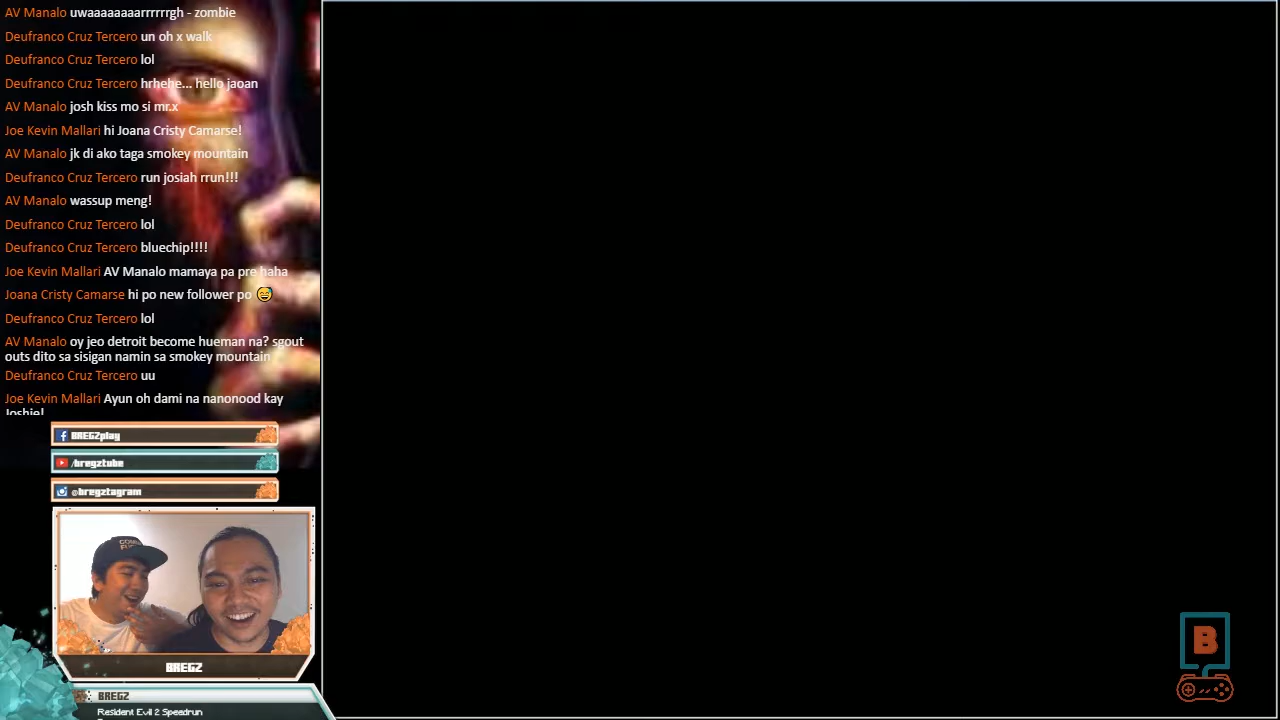 AV Manalo uwaaaaaaaarrrrrrgh - zombie
Deufranco Cruz Tercero un oh x walk
Deufranco Cruz Tercero lol
Deufranco Cruz Tercero hrhehe... hello jaoan
AV Manalo josh kiss mo si mr.x
Joe Kevin Mallari hi Joana Cristy Camarse!
AV Manalo jk di ako taga smokey mountain
Deufranco Cruz Tercero run josiah rrun!!!
AV Manalo wassup meng!
Deufranco Cruz Tercero lol
Deufranco Cruz Tercero bluechip!!!!
Joe Kevin Mallari AV Manalo mamaya pa pre haha
Joana Cristy Camarse hi po new follower po 😅
Deufranco Cruz Tercero lol
AV Manalo oy jeo detroit become hueman na? sgout
outs dito sa sisigan namin sa smokey mountain
Deufranco Cruz Tercero uu
Joe Kevin Mallari Ayun oh dami na nanonood kay
Joshie!
BREGZplay
/bregztube
@bregztagram
BREGZ
BREGZ
Resident Evil 2 Speedrun
B